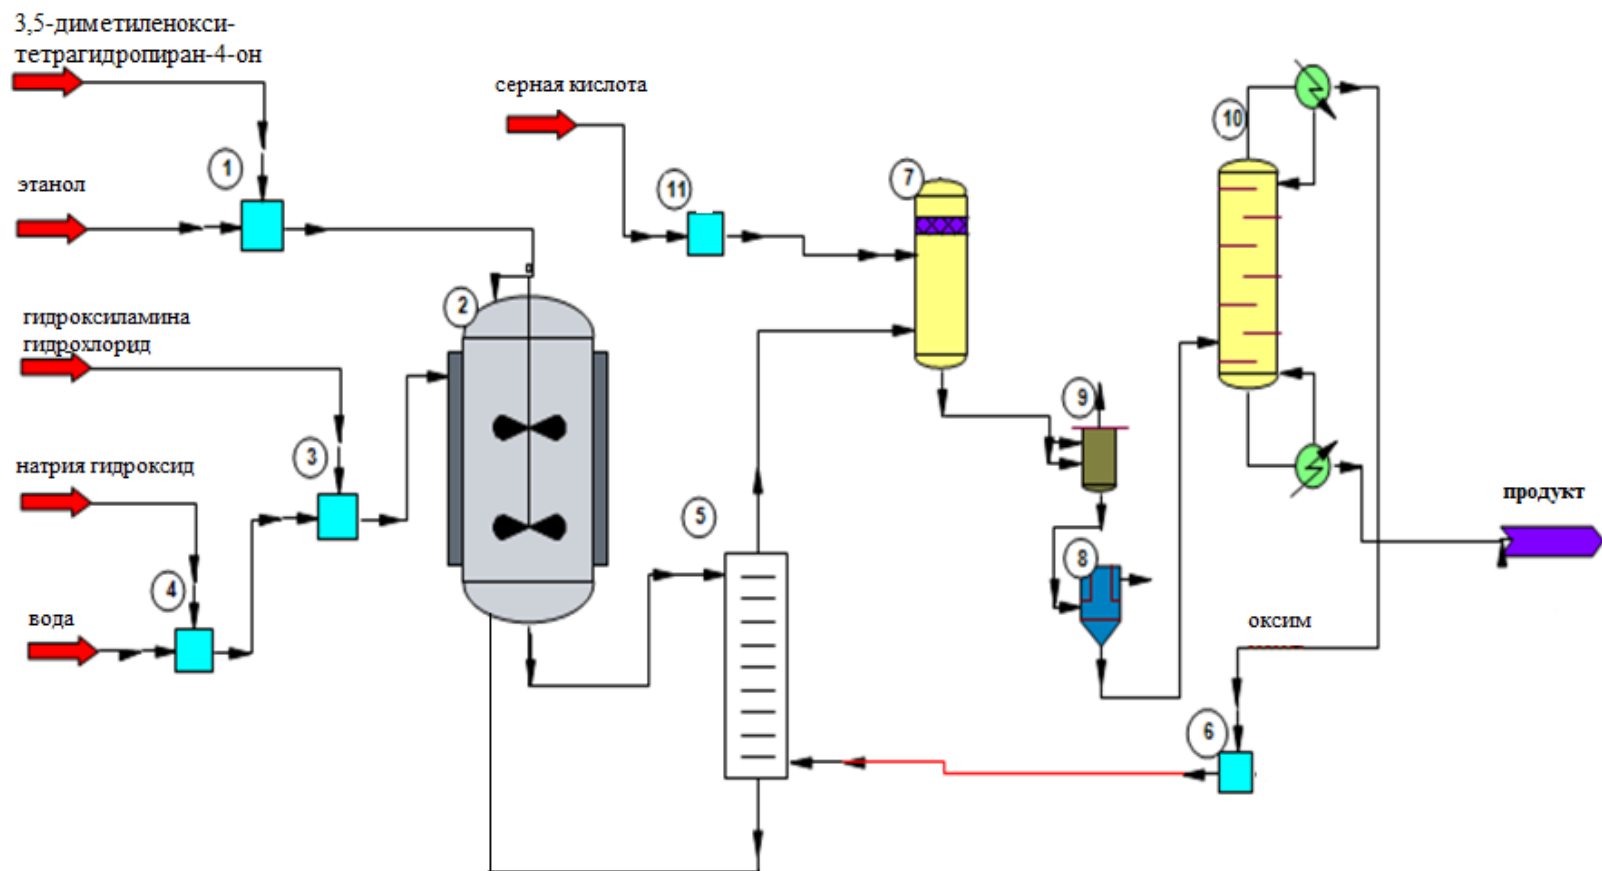 3,5-диметиленокси-
тетрагидропиран-4-он
серная кислота
10
1
7
этанол
11
2
гидроксиламина
гидрохлорид
9
3
натрия гидроксид
5
продукт
4
8
вода
оксим
6